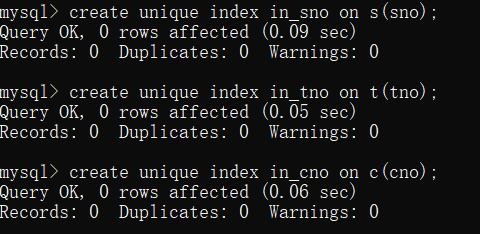 mysql> create unique index in_sno on s(sno);
Query OK, 0 rows affected (0.09 sec)
Records: 0  Duplicates: 0  Warnings: 0

mysql> create unique index in_tno on t(tno);
Query OK, 0 rows affected (0.05 sec)
Records: 0  Duplicates: 0  Warnings: 0

mysql> create unique index in_cno on c(cno);
Query OK, 0 rows affected (0.06 sec)
Records: 0  Duplicates: 0  Warnings: 0